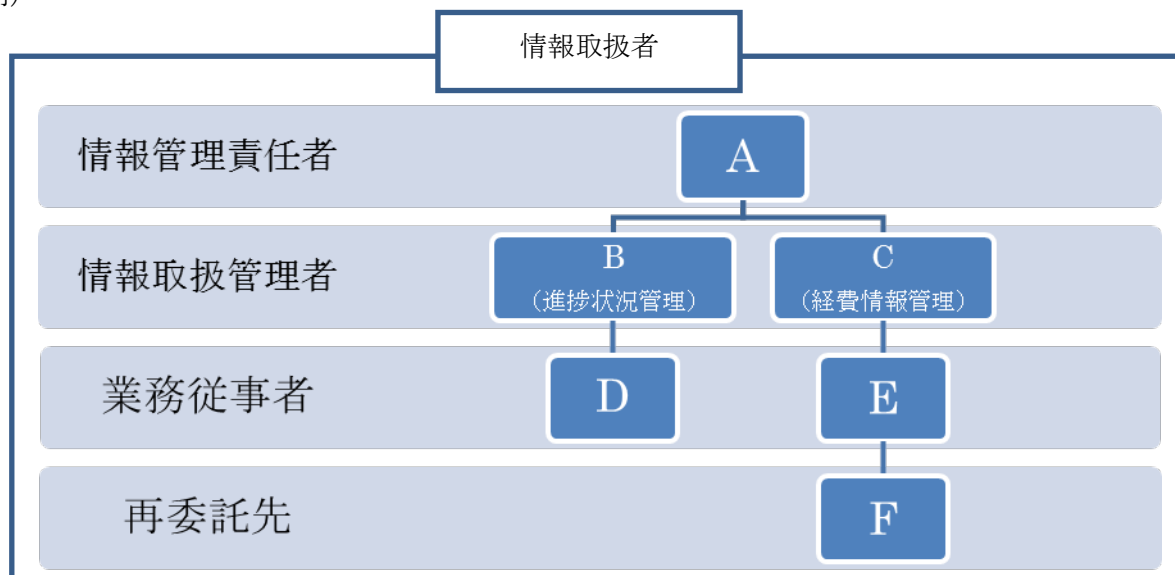 情報取扱者
情報管理責任者
A
情報取扱管理者
B
(進捗状況管理)
C
(経費情報管理)
業務従事者
D
E
再委託先
F